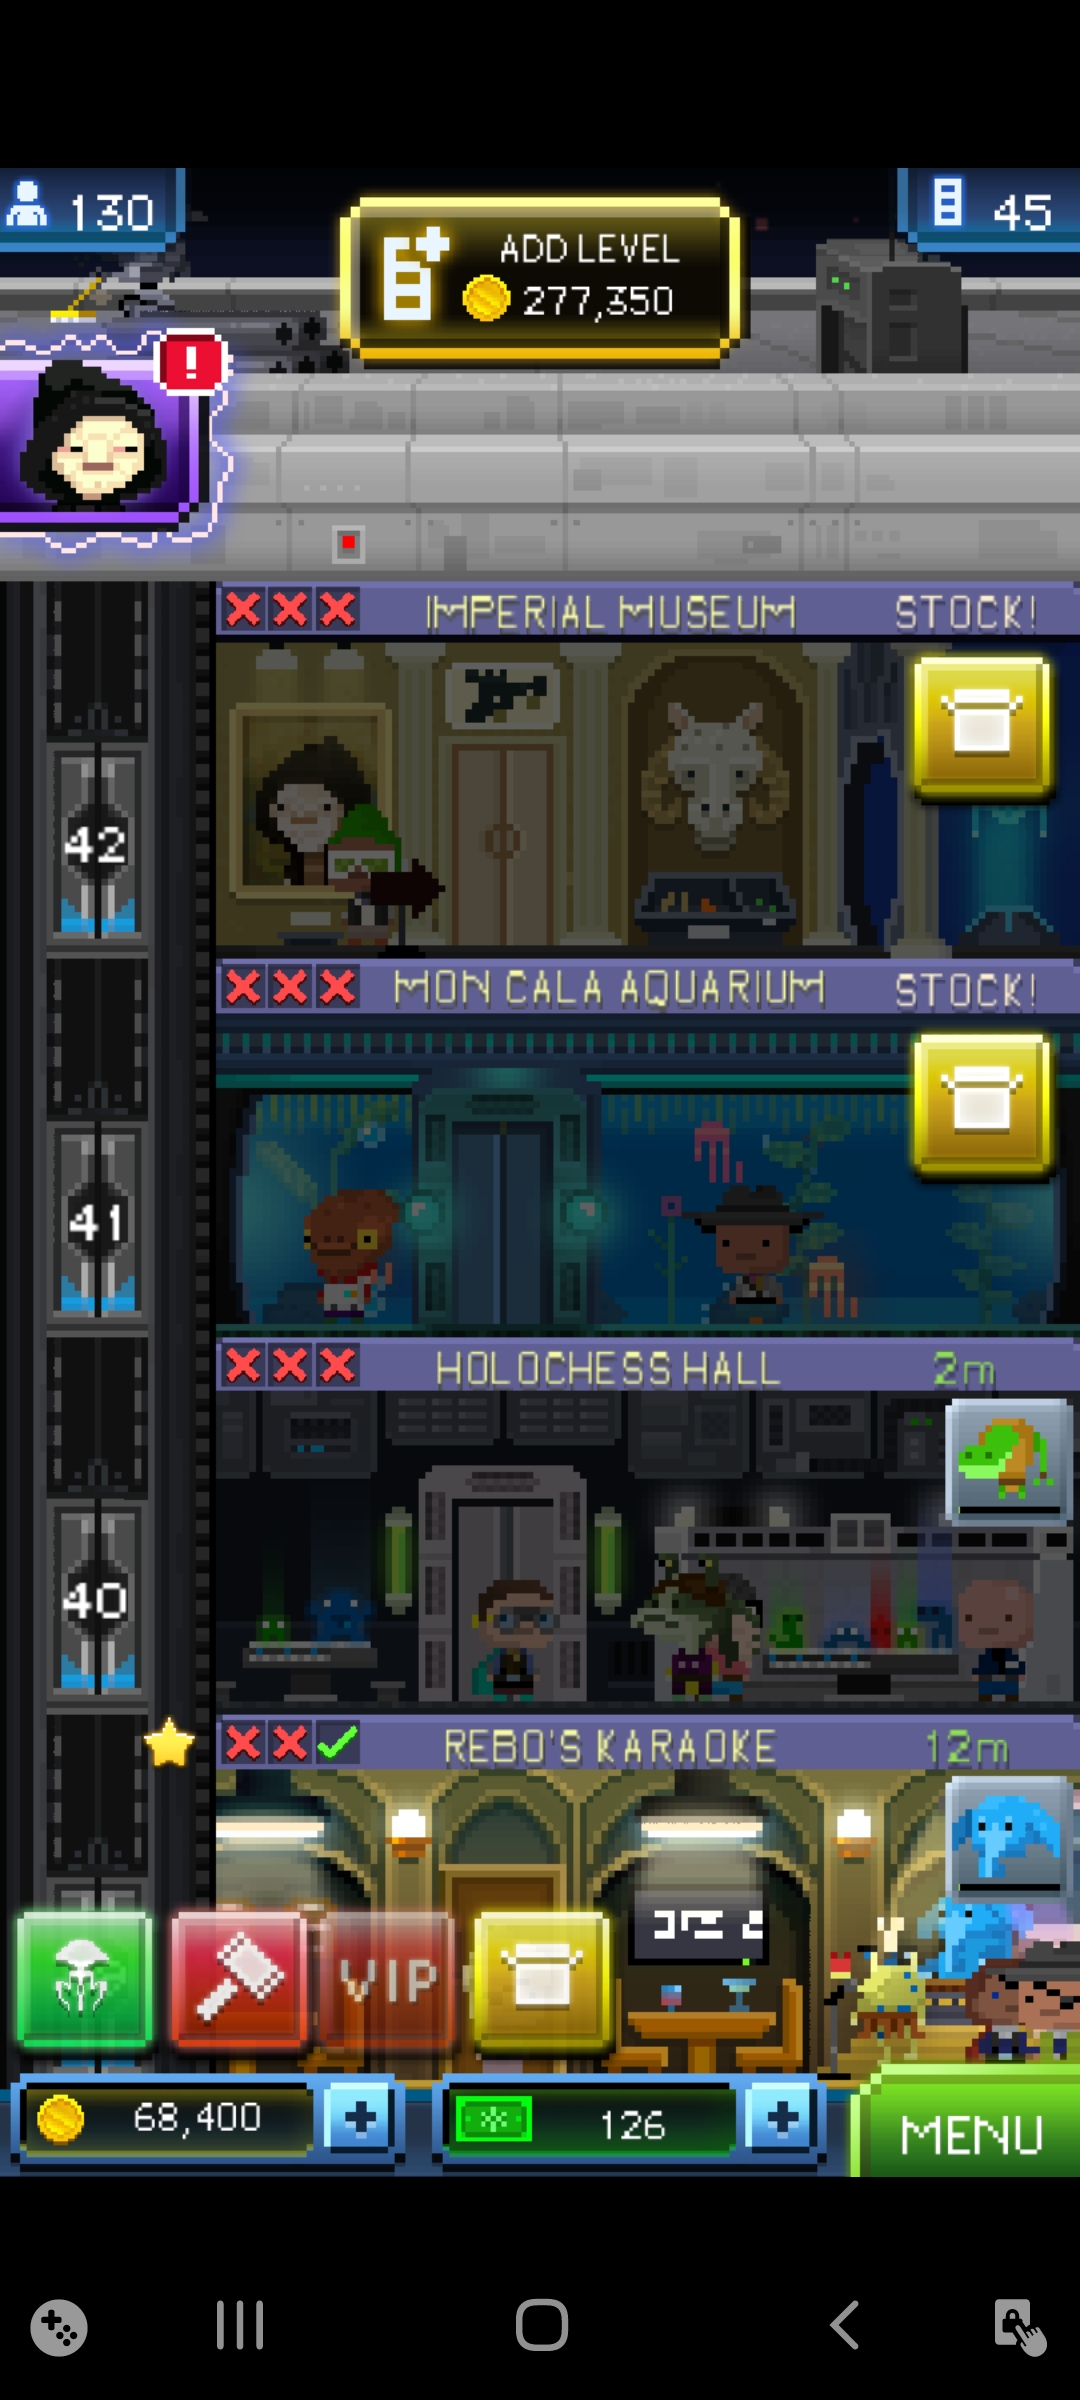 130
ADD LEVEL
277,350
45
!
IMPERIAL MUSEUM STOCK!
42
MON CALA AQUARIUM STOCK!
41
HOLOCHESS HALL 2m
40
REBO'S KARAOKE 12m
VIP
68,400 + 126 + MENU